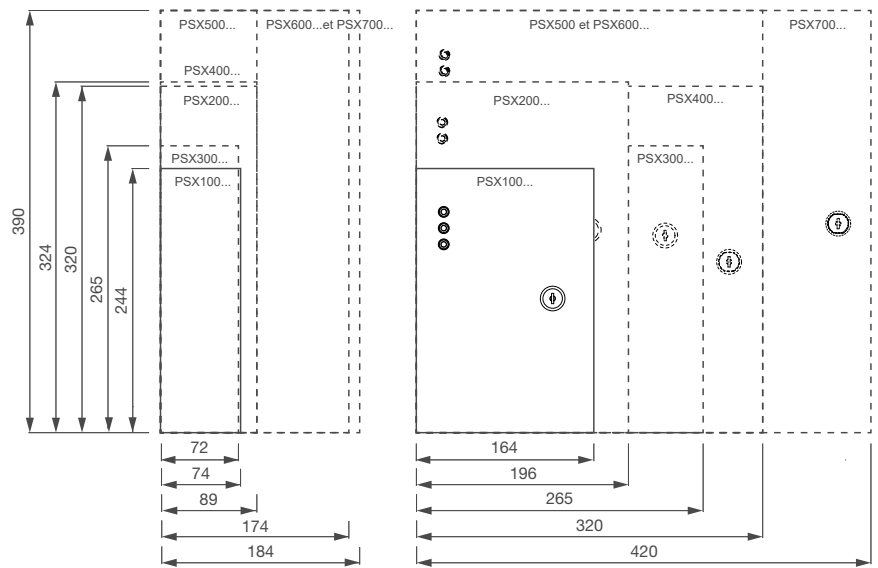 PSX500... PSX600...et PSX700...
PSX400...
PSX200...
PSX300...
PSX100...
390
324
320
265
244
72
74
89
174
184
PSX500 et PSX600... PSX700...
PSX200... PSX400...
PSX300...
PSX100...
164
196
265
320
420